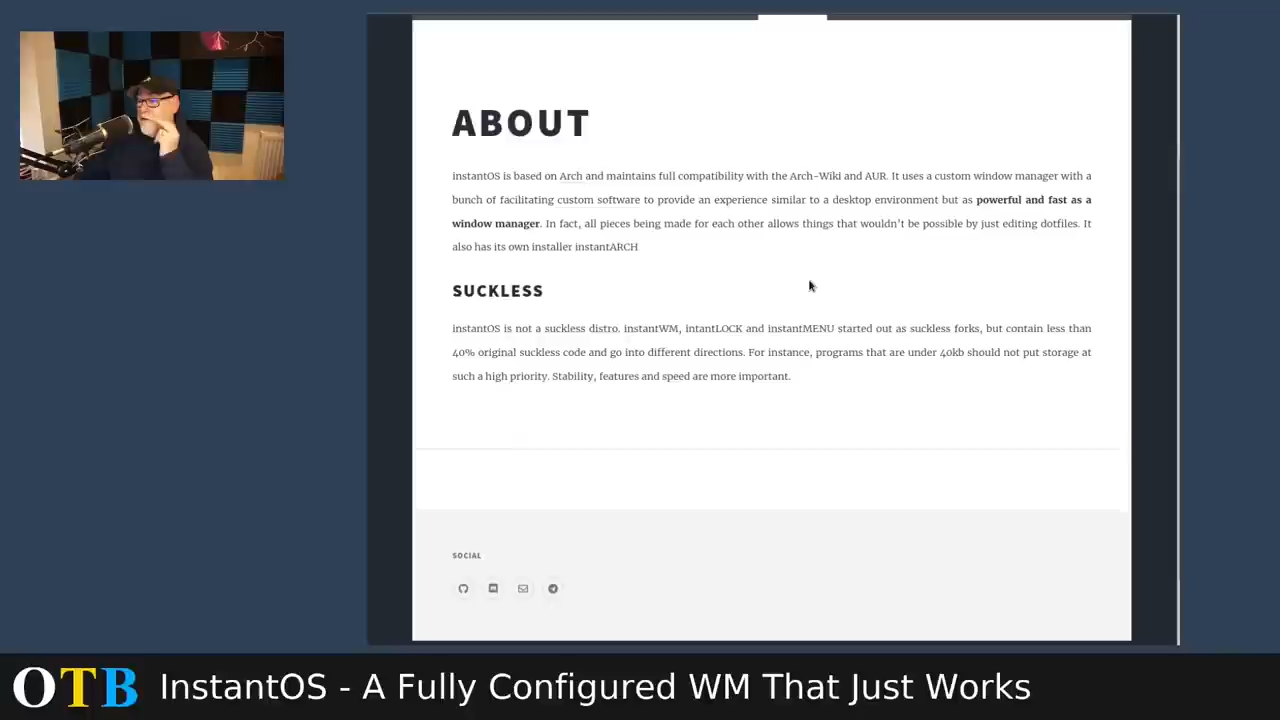 ABOUT
instantOS is based on Arch and maintains full compatibility with the Arch-Wiki and AUR. It uses a custom window manager with a
bunch of facilitating custom software to provide an experience similar to a desktop environment but as powerful and fast as a
window manager. In fact, all pieces being made for each other allows things that wouldn't be possible by just editing dotfiles. It
also has its own installer instantARCH
SUCKLESS
instantOS is not a suckless distro. instantWM, intantLOCK and instantMENU started out as suckless forks, but contain less than
40% original suckless code and go into different directions. For instance, programs that are under 40kb should not put storage at
such a high priority. Stability, features and speed are more important.
SOCIAL
OTB InstantOS - A Fully Configured WM That Just Works